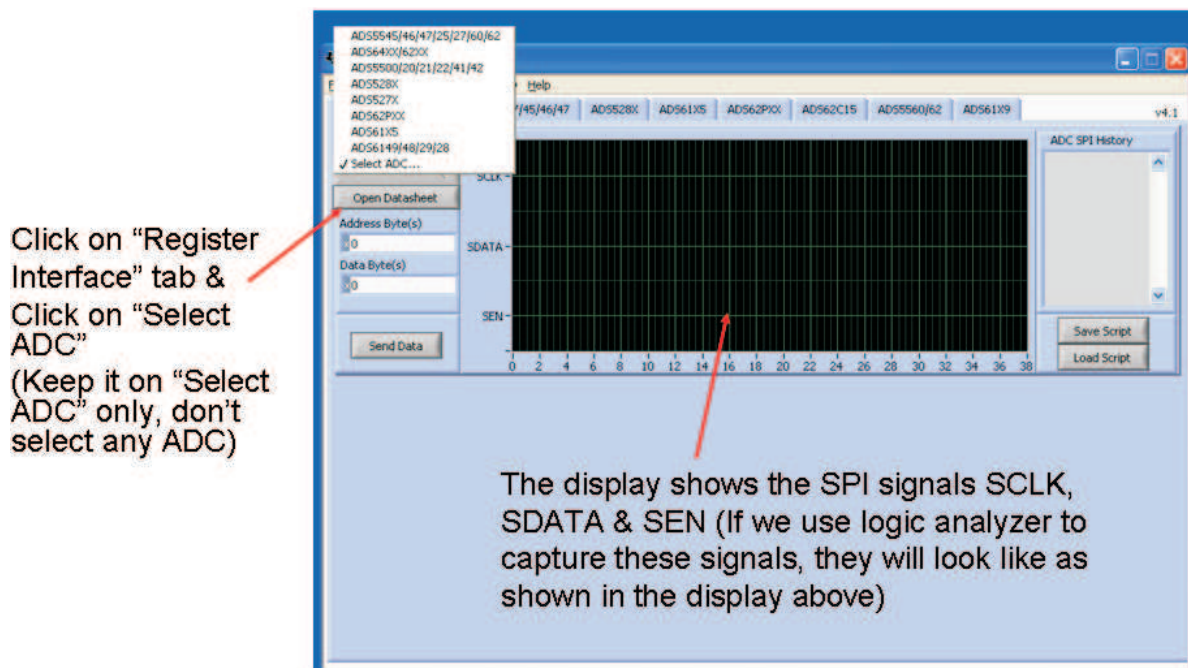 ADS5545/46/47/25/27/60/62
ADS64XX/62XX
ADS5500/20/21/22/41/42
ADS528X
ADS527X
ADS62PXX
ADS61X5
ADS6149/48/29/28
✓ Select ADC...
Help
/45/46/47 ADS528X ADS61X5 ADS62PXX ADS62C15 ADS5560/62 ADS61X9 v4.1
ADC SPI History
SCLK
Open Datasheet
Address Byte(s)
x0
SDATA
Data Byte(s)
x0
SEN
Send Data
Save Script
Load Script
0 2 4 6 8 10 12 14 16 18 20 22 24 26 28 30 32 34 36 38
Click on “Register
Interface” tab &
Click on “Select
ADC”
(Keep it on “Select
ADC” only, don’t
select any ADC)
The display shows the SPI signals SCLK,
SDATA & SEN (If we use logic analyzer to
capture these signals, they will look like as
shown in the display above)